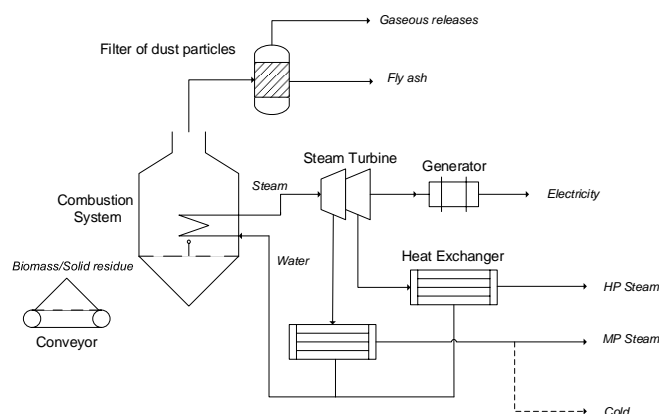 Gaseous releases
Filter of dust particles
Fly ash
Steam Turbine
Generator
Steam
Electricity
Combustion
System
Water
Heat Exchanger
Biomass/Solid residue
HP Steam
Conveyor
MP Steam
Cold